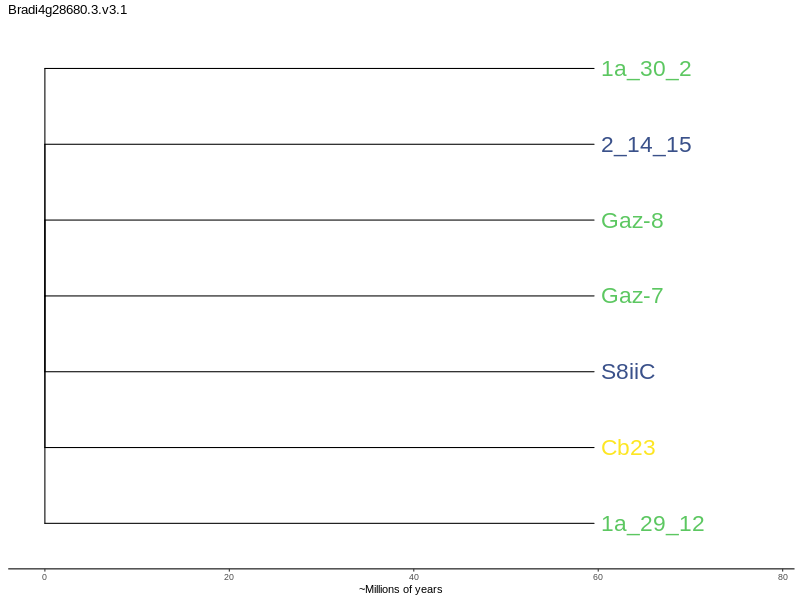 Bradi4g28680.3.v3.1
1a_30_2
2_14_15
Gaz-8
Gaz-7
S8iiC
Cb23
1a_29_12
0 20 40 60 80
~Millions of years